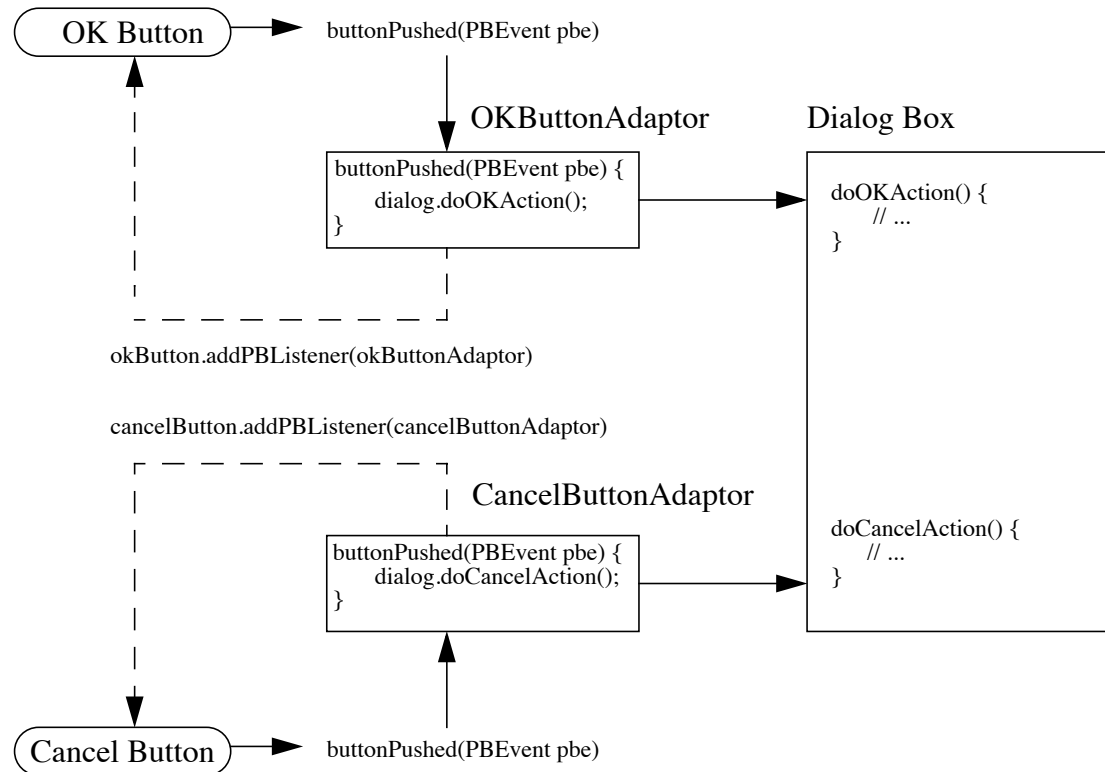 OK Button
buttonPushed(PBEvent pbe)
OKButtonAdaptor
Dialog Box
buttonPushed(PBEvent pbe) {
dialog.doOKAction();
}
doOKAction() {
// ...
}
okButton.addPBListener(okButtonAdaptor)
cancelButton.addPBListener(cancelButtonAdaptor)
CancelButtonAdaptor
buttonPushed(PBEvent pbe) {
dialog.doCancelAction();
}
doCancelAction() {
// ...
}
Cancel Button
buttonPushed(PBEvent pbe)